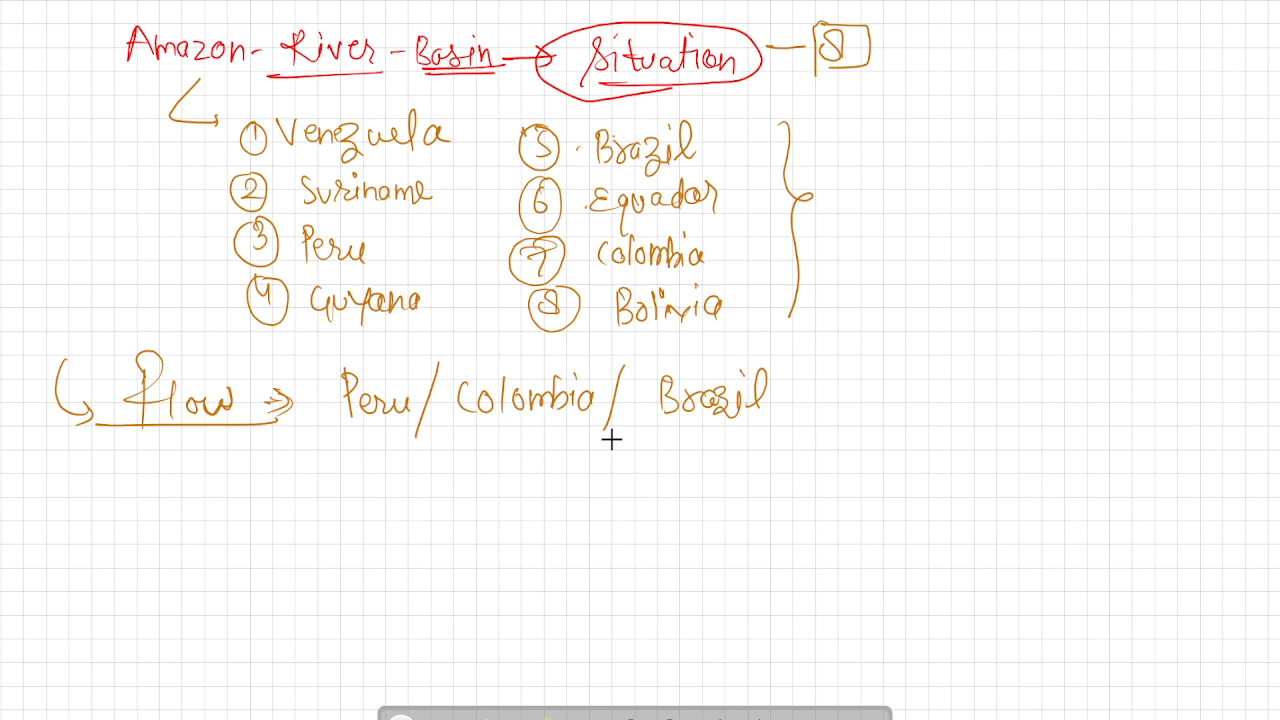 Amazon - River - Basin → Situation - 8
① Venezuela ⑤ Brazil
② Suriname ⑥ Equador
③ Peru ⑦ Colombia
④ Guyana ⑧ Bolivia
Flow ⇒ Peru / Colombia / Brazil